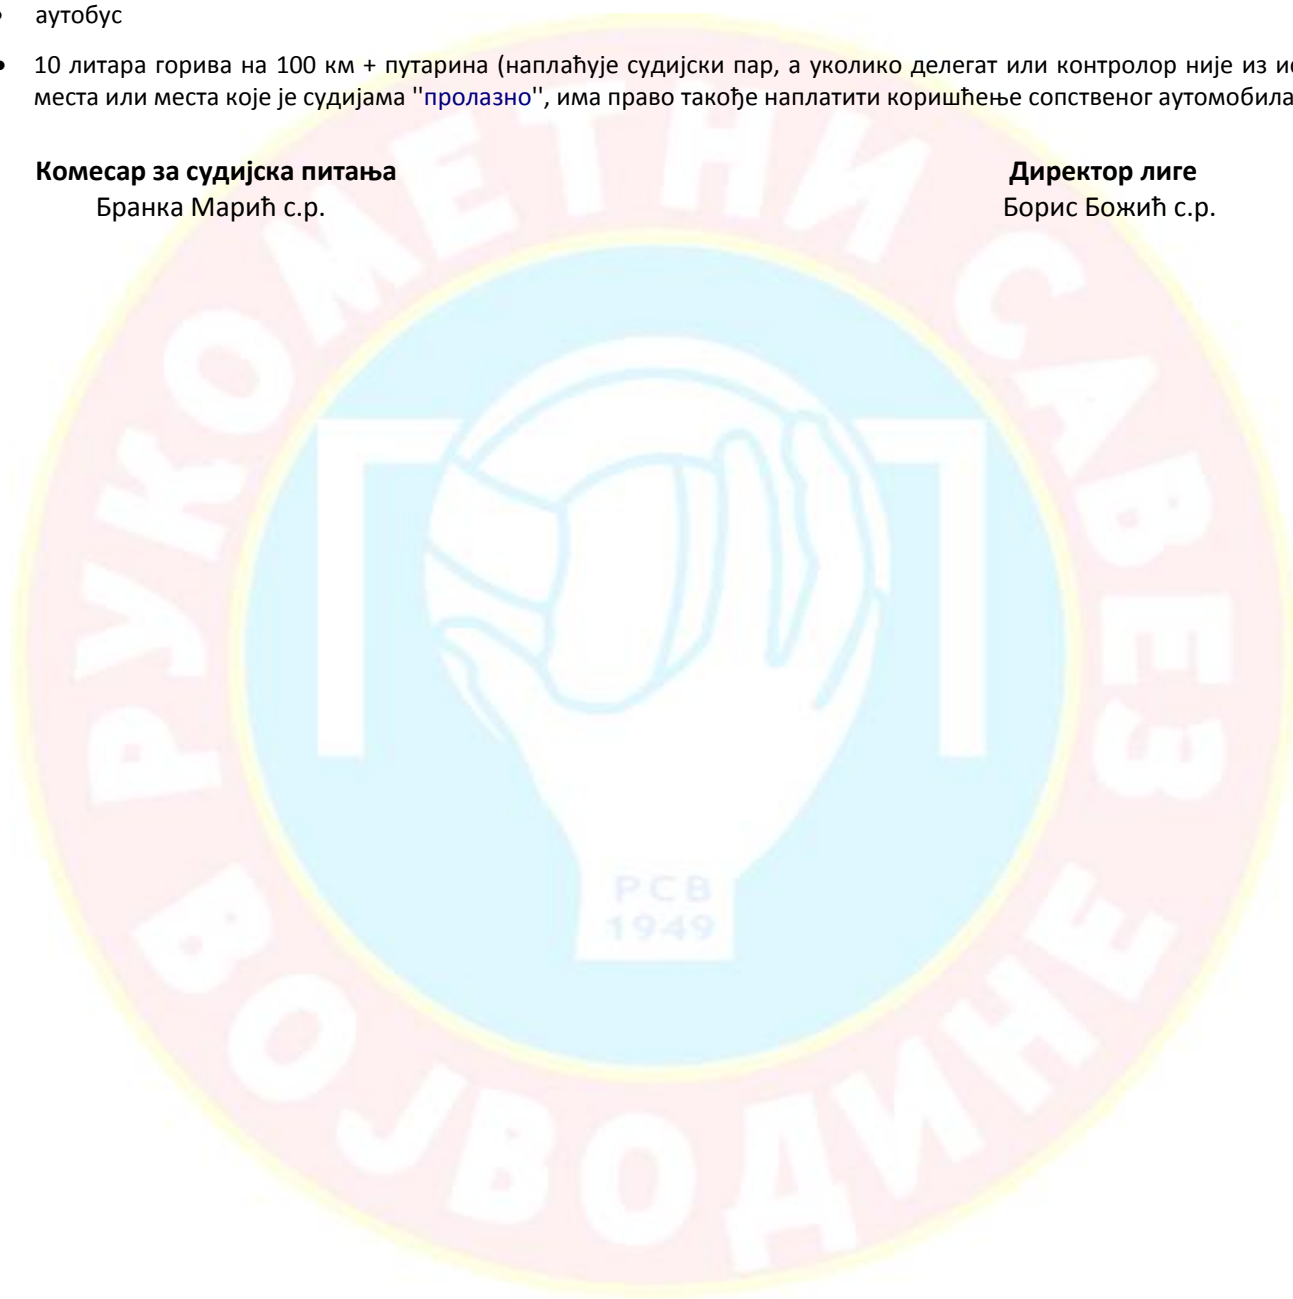 • аутобус
• 10 литара горива на 100 км + путарина (наплаћује судијски пар, а уколико делегат или контролор није из
места или места које је судијама "пролазно", има право такође наплатити коришћење сопственог аутомобила
Комесар за судијска питања
Директор лиге
Бранка Марић с.р.
Борис Божић с.р.
РУКОМЕТНИ САВЕЗ
ВОЈВОДИНЕ
РСВ
1949